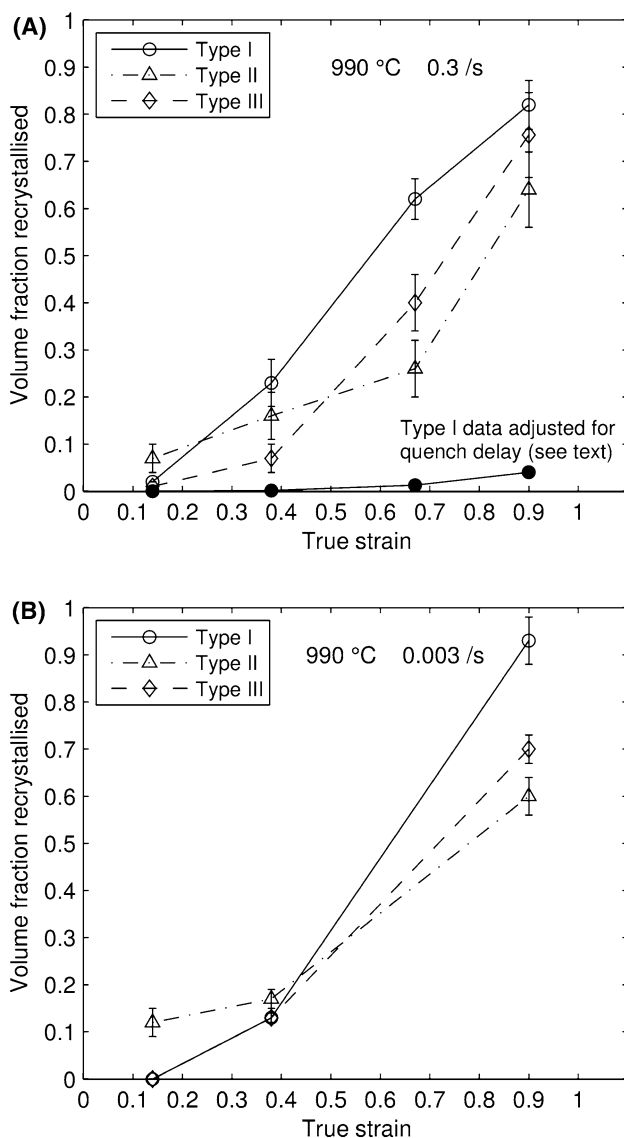 (A)
Type I
Type II
Type III
990 °C 0.3 /s
Volume fraction recrystallised
1
0.9
0.8
0.7
0.6
0.5
0.4
0.3
0.2
0.1
0
Type I data adjusted for
quench delay (see text)
0 0.1 0.2 0.3 0.4 0.5 0.6 0.7 0.8 0.9 1
True strain
(B)
Type I
Type II
Type III
990 °C 0.003 /s
Volume fraction recrystallised
1
0.9
0.8
0.7
0.6
0.5
0.4
0.3
0.2
0.1
0
0 0.1 0.2 0.3 0.4 0.5 0.6 0.7 0.8 0.9 1
True strain